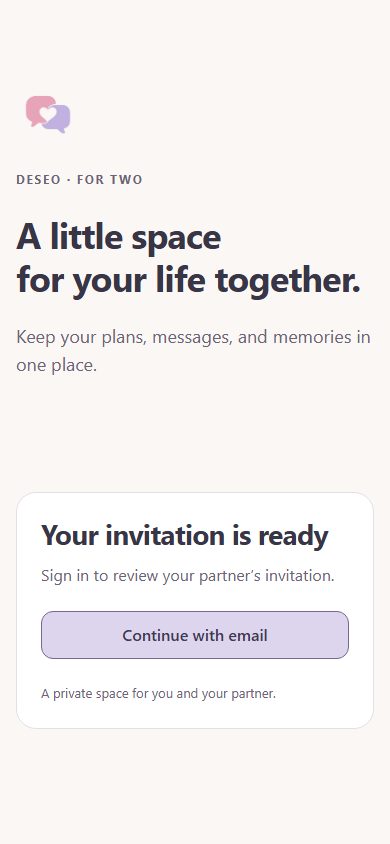 DESEO · FOR TWO
A little space
for your life together.
Keep your plans, messages, and memories in
one place.
Your invitation is ready
Sign in to review your partner’s invitation.
Continue with email
A private space for you and your partner.